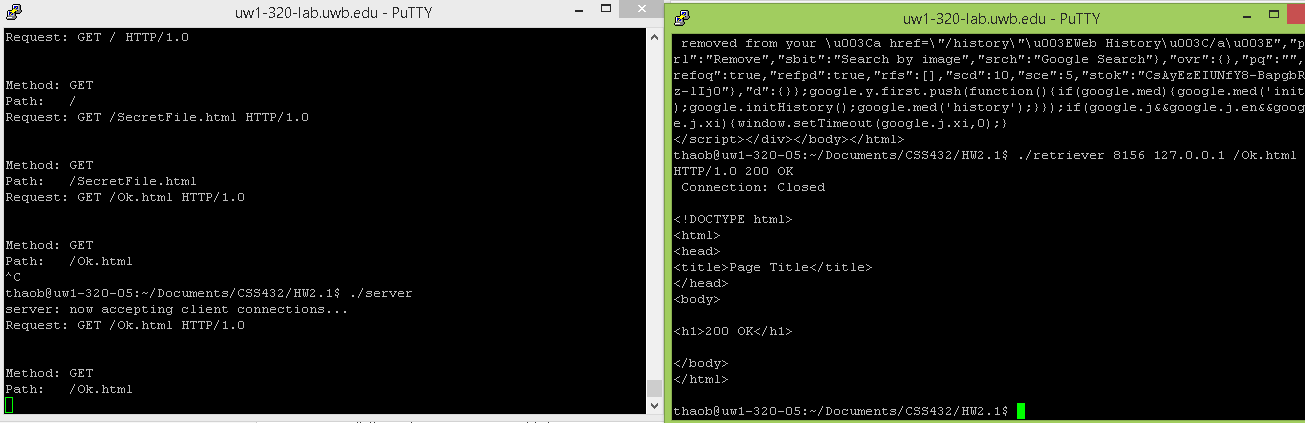 uw1-320-lab.uwb.edu - PuTTY
Request: GET / HTTP/1.0
Method: GET
Path:   /
Request: GET /SecretFile.html HTTP/1.0
Method: GET
Path:   /SecretFile.html
Request: GET /Ok.html HTTP/1.0
Method: GET
Path:   /Ok.html
^C
thaob@uw1-320-05:~/Documents/CSS432/HW2.1$ ./server
server: now accepting client connections...
Request: GET /Ok.html HTTP/1.0
Method: GET
Path:   /Ok.html
uw1-320-lab.uwb.edu - PuTTY
 removed from your \u003Ca href=\"/history\"\u003EWeb History\u003C/a\u003E","p
rl":"Remove","sbit":"Search by image","srch":"Google Search"},"ovr":{},"pq":"",
refoq":true,"refpd":true,"rfs":[],"scd":10,"sce":5,"stok":"CsAyEzEIUNfY8-BapgbR
z-lIjO"},"d":{}};google.y.first.push(function(){if(google.med){google.med('init
);google.initHistory();google.med('history');}});if(google.j&&google.j.en&&goog
e.j.xi){window.setTimeout(google.j.xi,0);}
</script></div></body></html>
thaob@uw1-320-05:~/Documents/CSS432/HW2.1$ ./retriever 8156 127.0.0.1 /Ok.html
HTTP/1.0 200 OK
 Connection: Closed
<!DOCTYPE html>
<html>
<head>
<title>Page Title</title>
</head>
<body>
<h1>200 OK</h1>
</body>
</html>
thaob@uw1-320-05:~/Documents/CSS432/HW2.1$